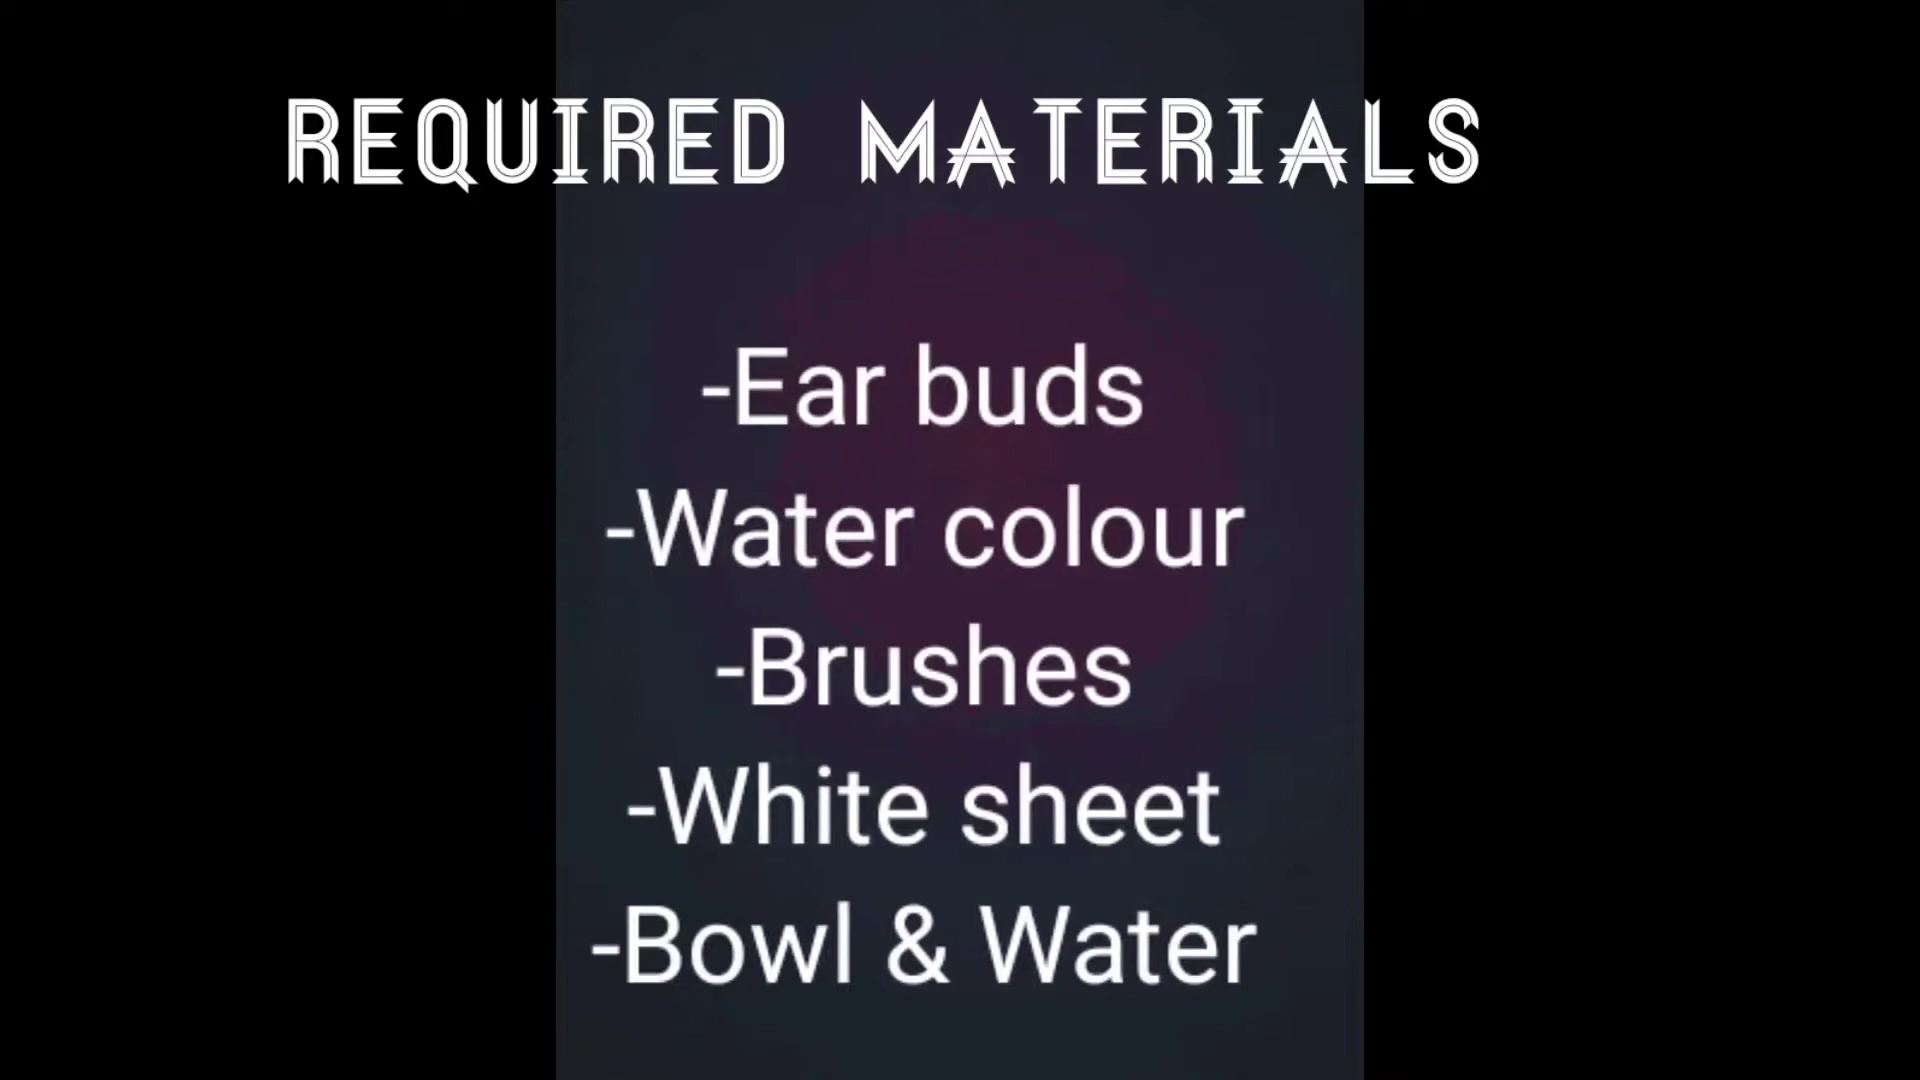 REQUIRED MATERIALS
-Ear buds
-Water colour
-Brushes
-White sheet
-Bowl & Water